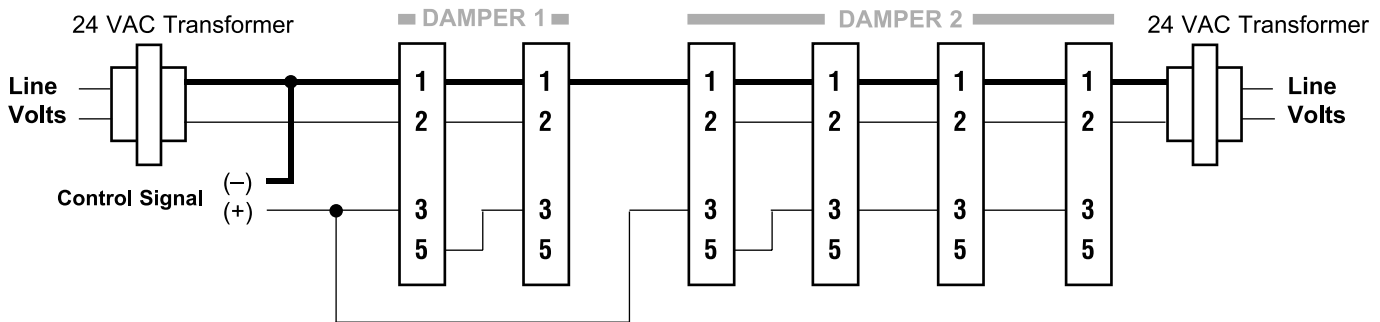 DAMPER 1 DAMPER 2
24 VAC Transformer 24 VAC Transformer
Line 1 1 1 1 1 1 Line
Volts 2 2 2 2 2 2 Volts
Control Signal (–)
(+) 3 3 3 3 3 3
5 5 5 5 5 5